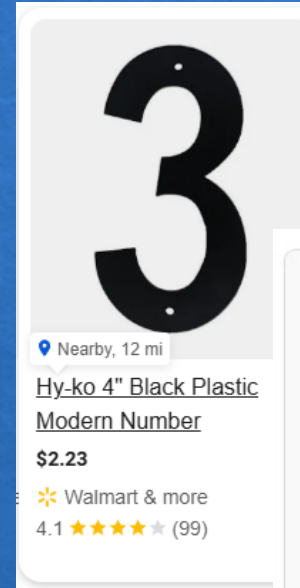 3
Nearby, 12 mi
Hy-ko 4" Black Plastic
Modern Number
$2.23
Walmart & more
4.1 (99)